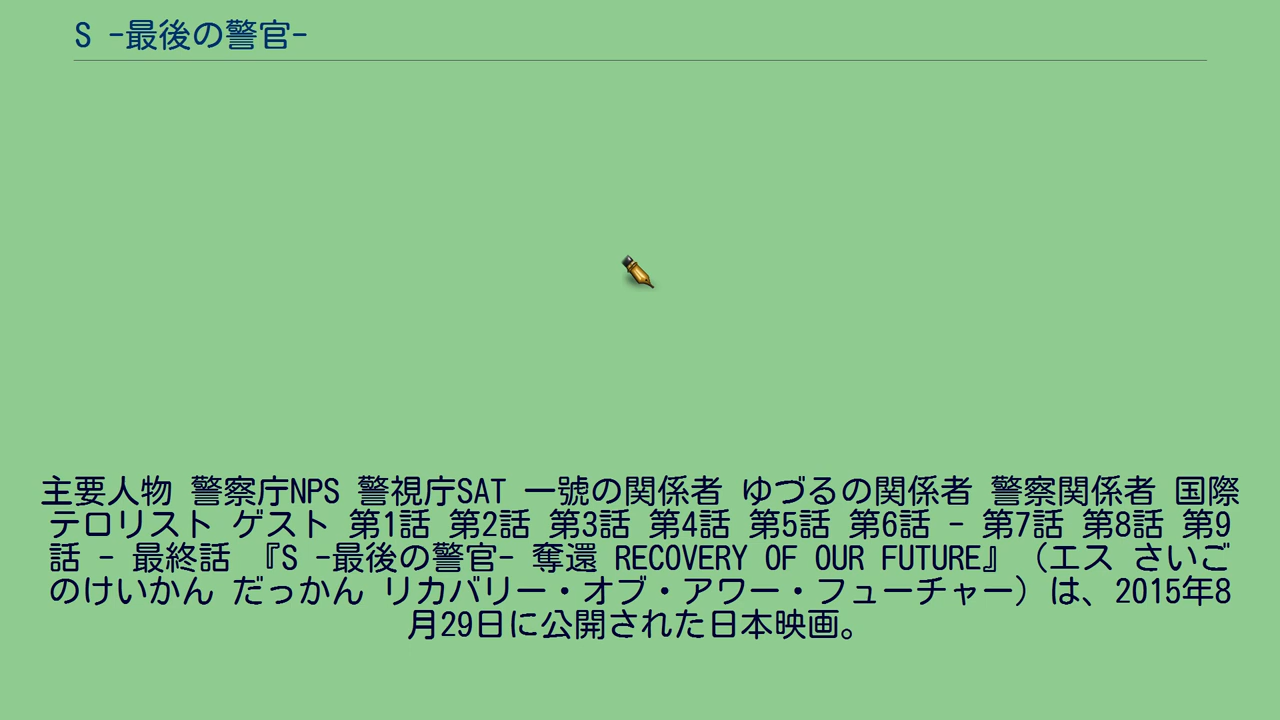 S -最後の警官-
主要人物 警察庁NPS 警視庁SAT 一號の関係者 ゆづるの関係者 警察関係者 国際
テロリスト ゲスト 第1話 第2話 第3話 第4話 第5話 第6話 - 第7話 第8話 第9
話 - 最終話 『S -最後の警官- 奪還 RECOVERY OF OUR FUTURE』（エス さいご
のけいかん だっかん リカバリー・オブ・アワー・フューチャー）は、2015年8
月29日に公開された日本映画。